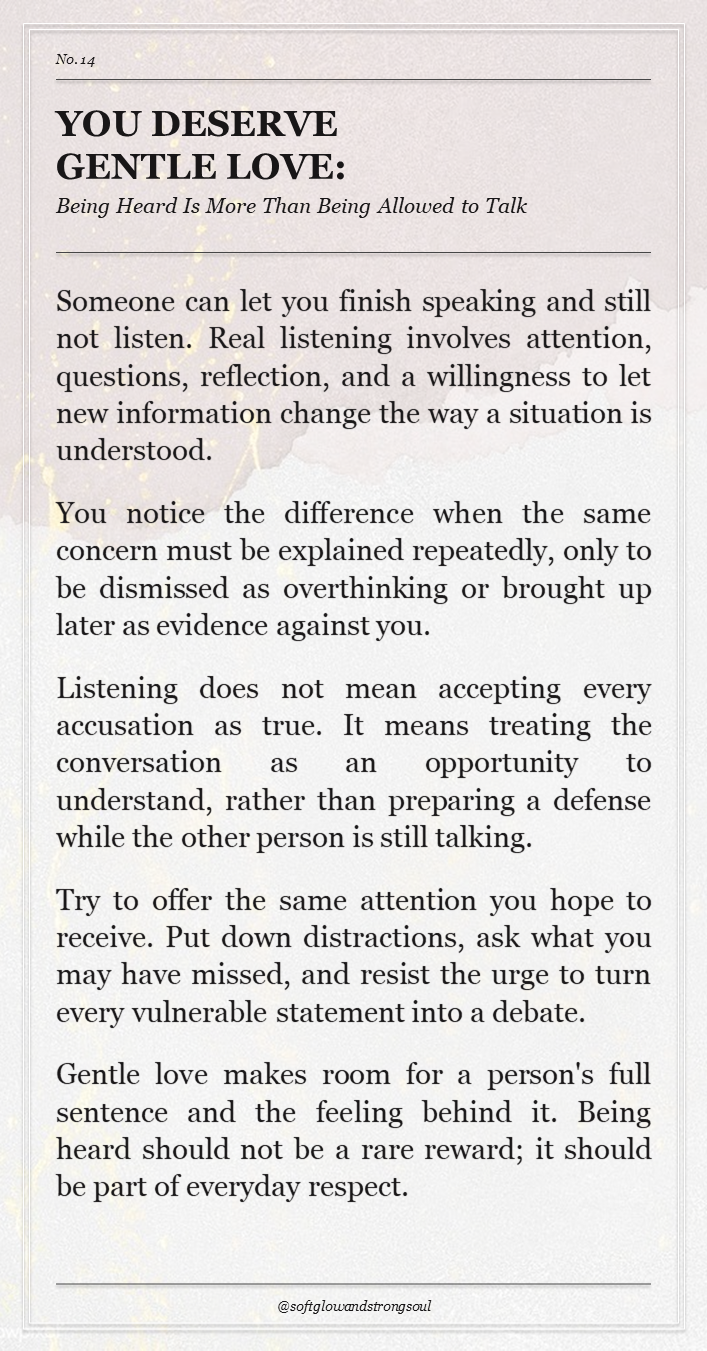 No.14
YOU DESERVE
GENTLE LOVE:
Being Heard Is More Than Being Allowed to Talk
Someone can let you finish speaking and still
not listen. Real listening involves attention,
questions, reflection, and a willingness to let
new information change the way a situation is
understood.
You notice the difference when the same
concern must be explained repeatedly, only to
be dismissed as overthinking or brought up
later as evidence against you.
Listening does not mean accepting every
accusation as true. It means treating the
conversation as an opportunity to
understand, rather than preparing a defense
while the other person is still talking.
Try to offer the same attention you hope to
receive. Put down distractions, ask what you
may have missed, and resist the urge to turn
every vulnerable statement into a debate.
Gentle love makes room for a person's full
sentence and the feeling behind it. Being
heard should not be a rare reward; it should
be part of everyday respect.
@softglowandstrongsoul